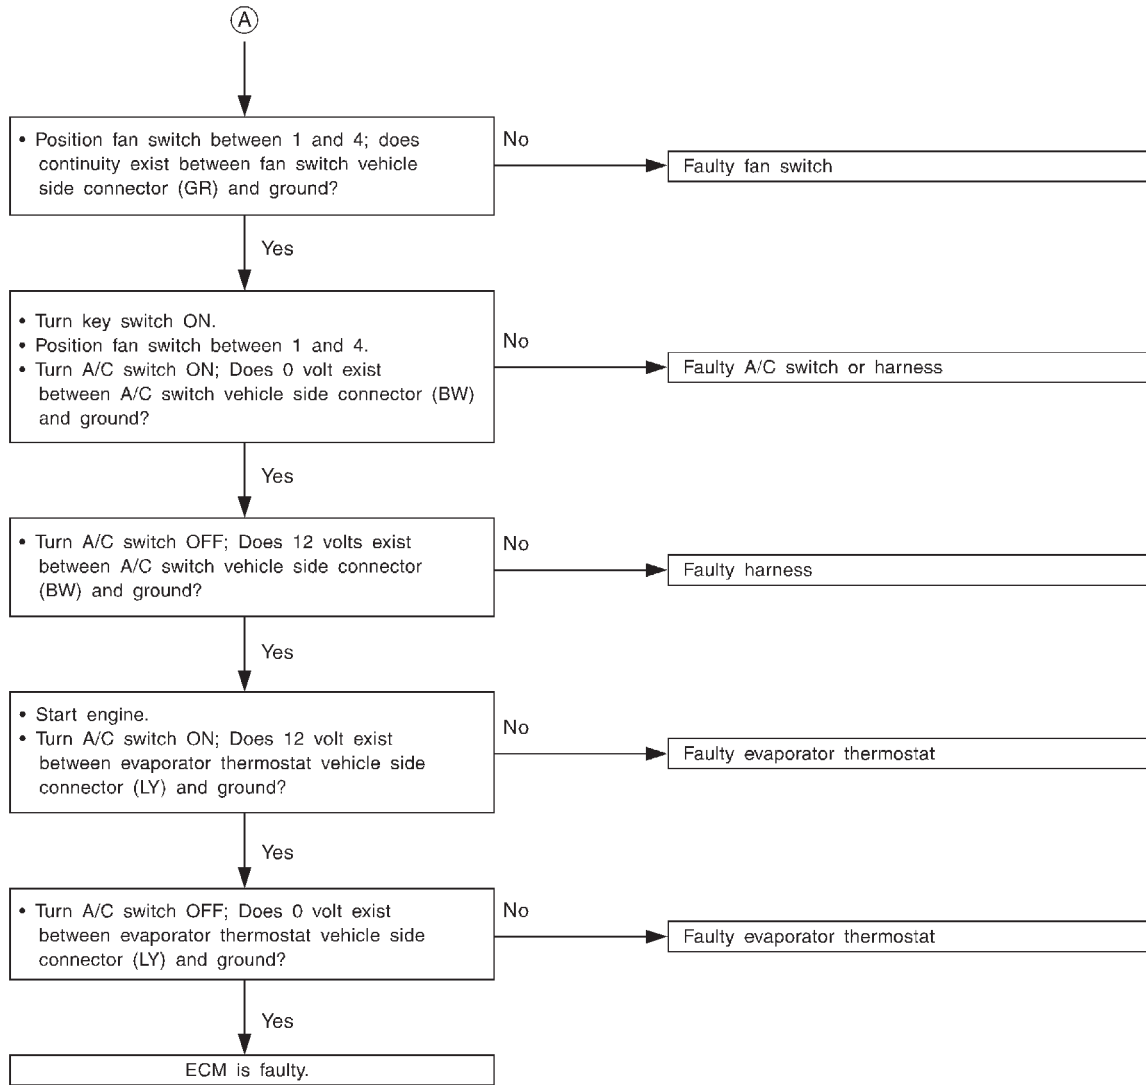 A
• Position fan switch between 1 and 4; does
continuity exist between fan switch vehicle
side connector (GR) and ground?
No
Faulty fan switch
Yes
• Turn key switch ON.
• Position fan switch between 1 and 4.
• Turn A/C switch ON; Does 0 volt exist
between A/C switch vehicle side connector (BW)
and ground?
No
Faulty A/C switch or harness
Yes
• Turn A/C switch OFF; Does 12 volts exist
between A/C switch vehicle side connector
(BW) and ground?
No
Faulty harness
Yes
• Start engine.
• Turn A/C switch ON; Does 12 volt exist
between evaporator thermostat vehicle side
connector (LY) and ground?
No
Faulty evaporator thermostat
Yes
• Turn A/C switch OFF; Does 0 volt exist
between evaporator thermostat vehicle side
connector (LY) and ground?
No
Faulty evaporator thermostat
Yes
ECM is faulty.